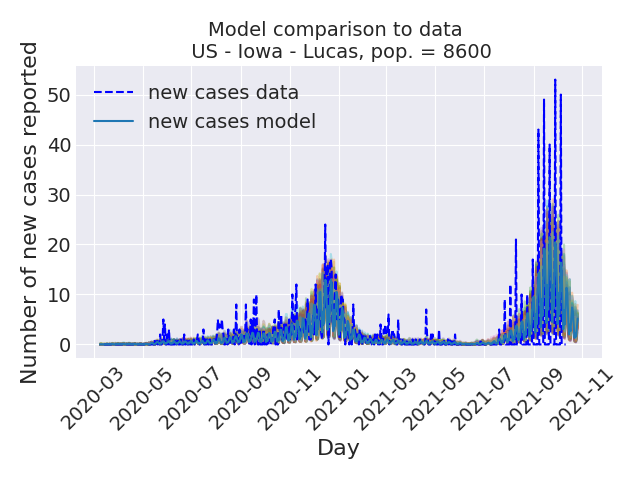 Model comparison to data
US - Iowa - Lucas, pop. = 8600
Number of new cases reported
50
40
30
20
10
0
new cases data
new cases model
2020-03
2020-05
2020-07
2020-09
2020-11
2021-01
2021-03
2021-05
2021-07
2021-09
2021-11
Day